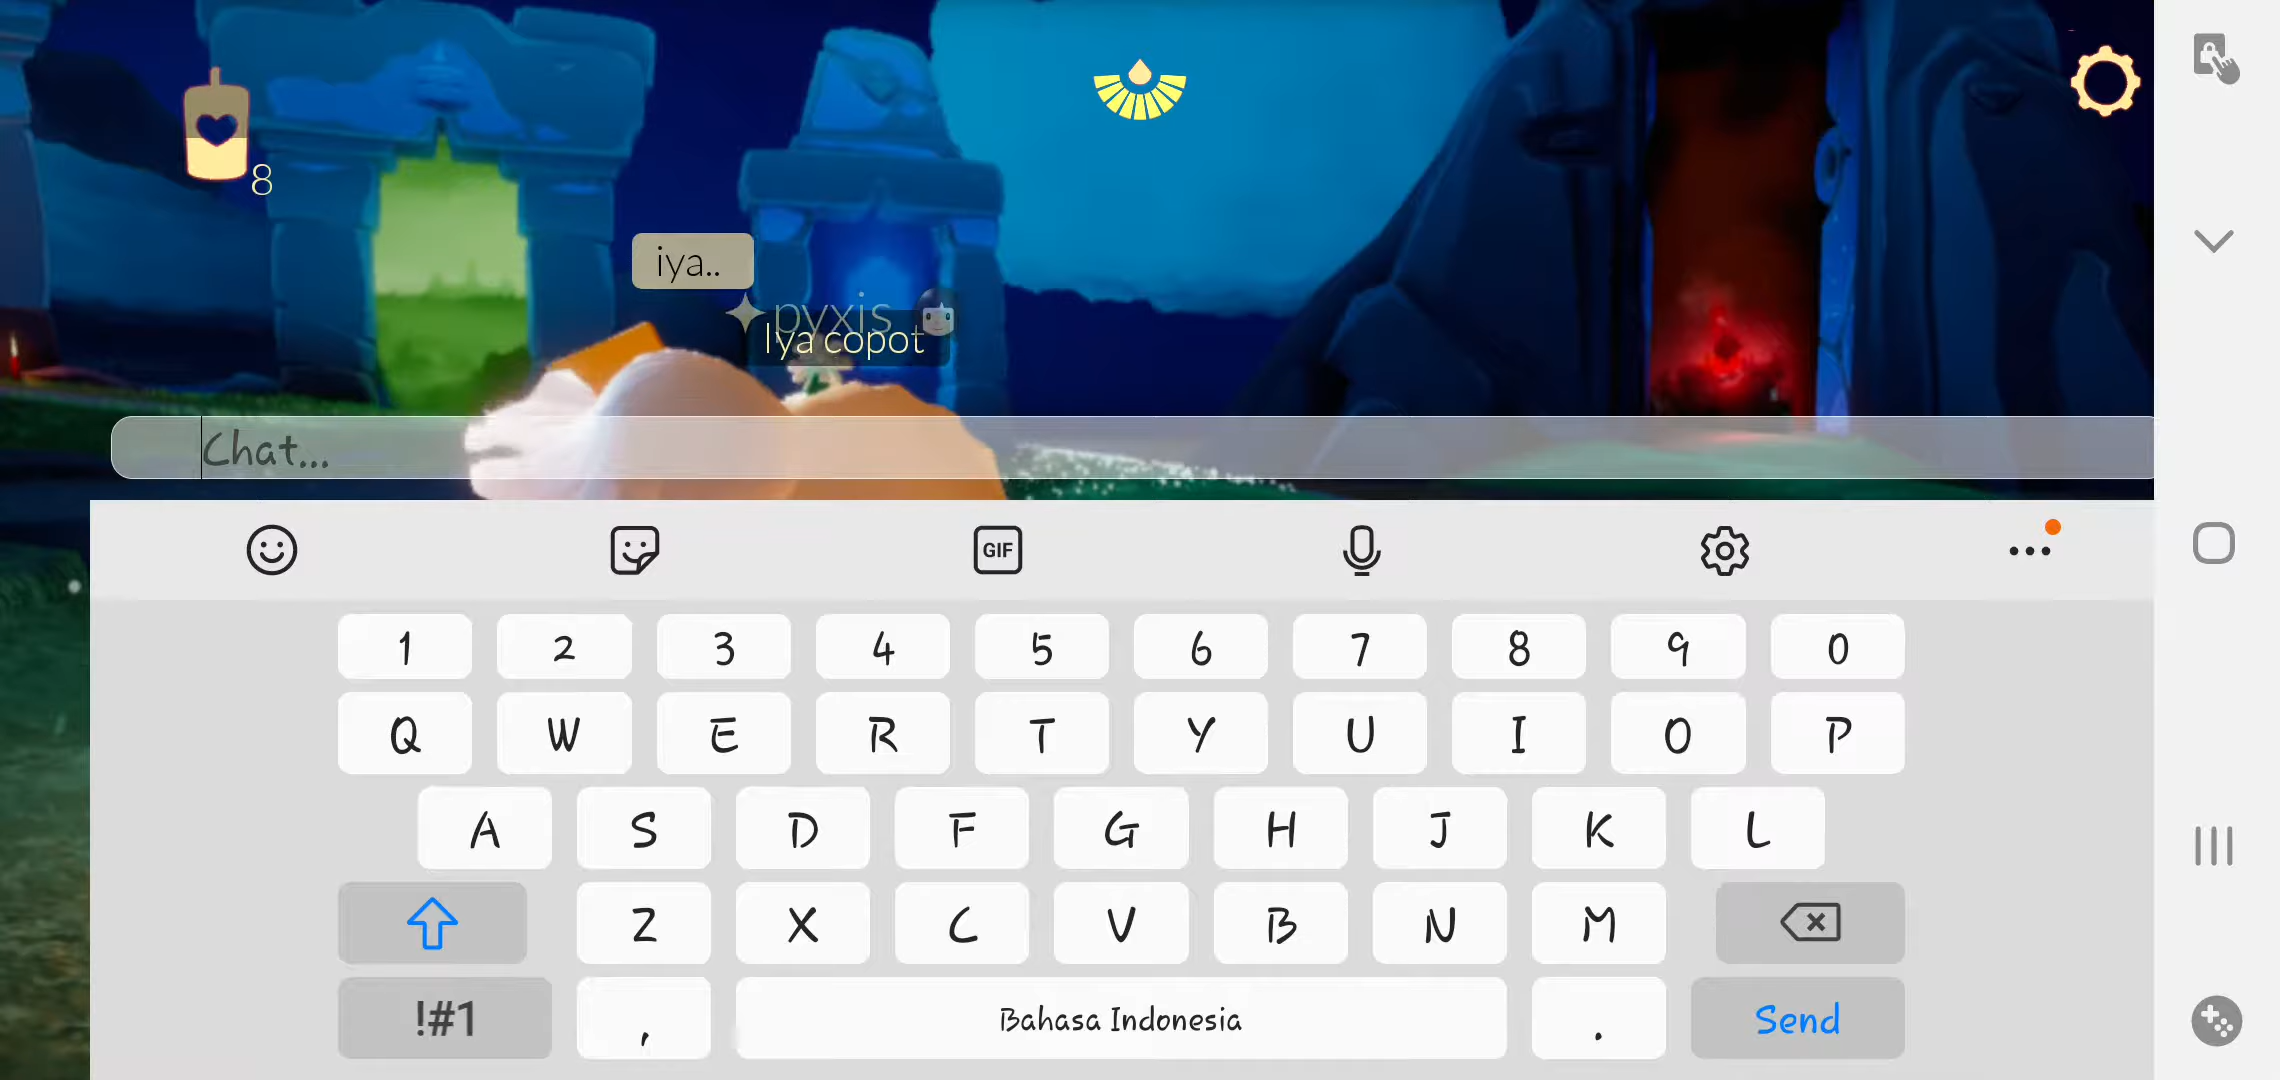 8
iya..
pyxis
Iya copot
Chat...
GIF
1 2 3 4 5 6 7 8 9 0
Q W E R T Y U I O P
A S D F G H J K L
Z X C V B N M
!#1 , Bahasa Indonesia . Send